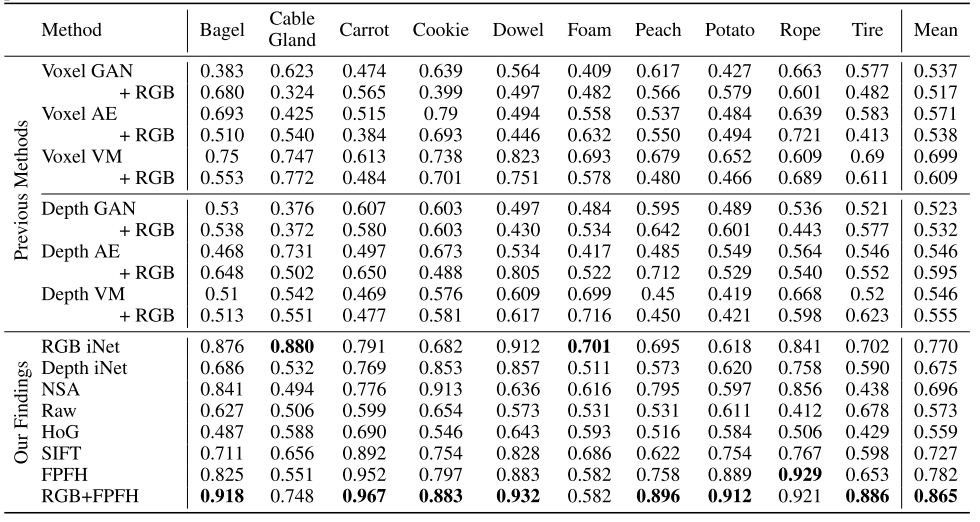 Method Bagel Cable Gland Carrot Cookie Dowel Foam Peach Potato Rope Tire Mean
Previous Methods
Voxel GAN 0.383 0.623 0.474 0.639 0.564 0.409 0.617 0.427 0.663 0.577 0.537
+ RGB 0.680 0.324 0.565 0.399 0.497 0.482 0.566 0.579 0.601 0.482 0.517
Voxel AE 0.693 0.425 0.515 0.79 0.494 0.558 0.537 0.484 0.639 0.583 0.571
+ RGB 0.510 0.540 0.384 0.693 0.446 0.632 0.550 0.494 0.721 0.413 0.538
Voxel VM 0.75 0.747 0.613 0.738 0.823 0.693 0.679 0.652 0.609 0.69 0.699
+ RGB 0.553 0.772 0.484 0.701 0.751 0.578 0.480 0.466 0.689 0.611 0.609
Depth GAN 0.53 0.376 0.607 0.603 0.497 0.484 0.595 0.489 0.536 0.521 0.523
+ RGB 0.538 0.372 0.580 0.603 0.430 0.534 0.642 0.601 0.443 0.577 0.532
Depth AE 0.468 0.731 0.497 0.673 0.534 0.417 0.485 0.549 0.564 0.546 0.546
+ RGB 0.648 0.502 0.650 0.488 0.805 0.522 0.712 0.529 0.540 0.552 0.595
Depth VM 0.51 0.542 0.469 0.576 0.609 0.699 0.45 0.419 0.668 0.52 0.546
+ RGB 0.513 0.551 0.477 0.581 0.617 0.716 0.450 0.421 0.598 0.623 0.555
Our Findings
RGB iNet 0.876 0.880 0.791 0.682 0.912 0.701 0.695 0.618 0.841 0.702 0.770
Depth iNet 0.686 0.532 0.769 0.853 0.857 0.511 0.573 0.620 0.758 0.590 0.675
NSA 0.841 0.494 0.776 0.913 0.636 0.616 0.795 0.597 0.856 0.438 0.696
Raw 0.627 0.506 0.599 0.654 0.573 0.531 0.531 0.611 0.412 0.678 0.573
HoG 0.487 0.588 0.690 0.546 0.643 0.593 0.516 0.584 0.506 0.429 0.559
SIFT 0.711 0.656 0.892 0.754 0.828 0.686 0.622 0.754 0.767 0.598 0.727
FPFH 0.825 0.551 0.952 0.797 0.883 0.582 0.758 0.889 0.929 0.653 0.782
RGB+FPFH 0.918 0.748 0.967 0.883 0.932 0.582 0.896 0.912 0.921 0.886 0.865